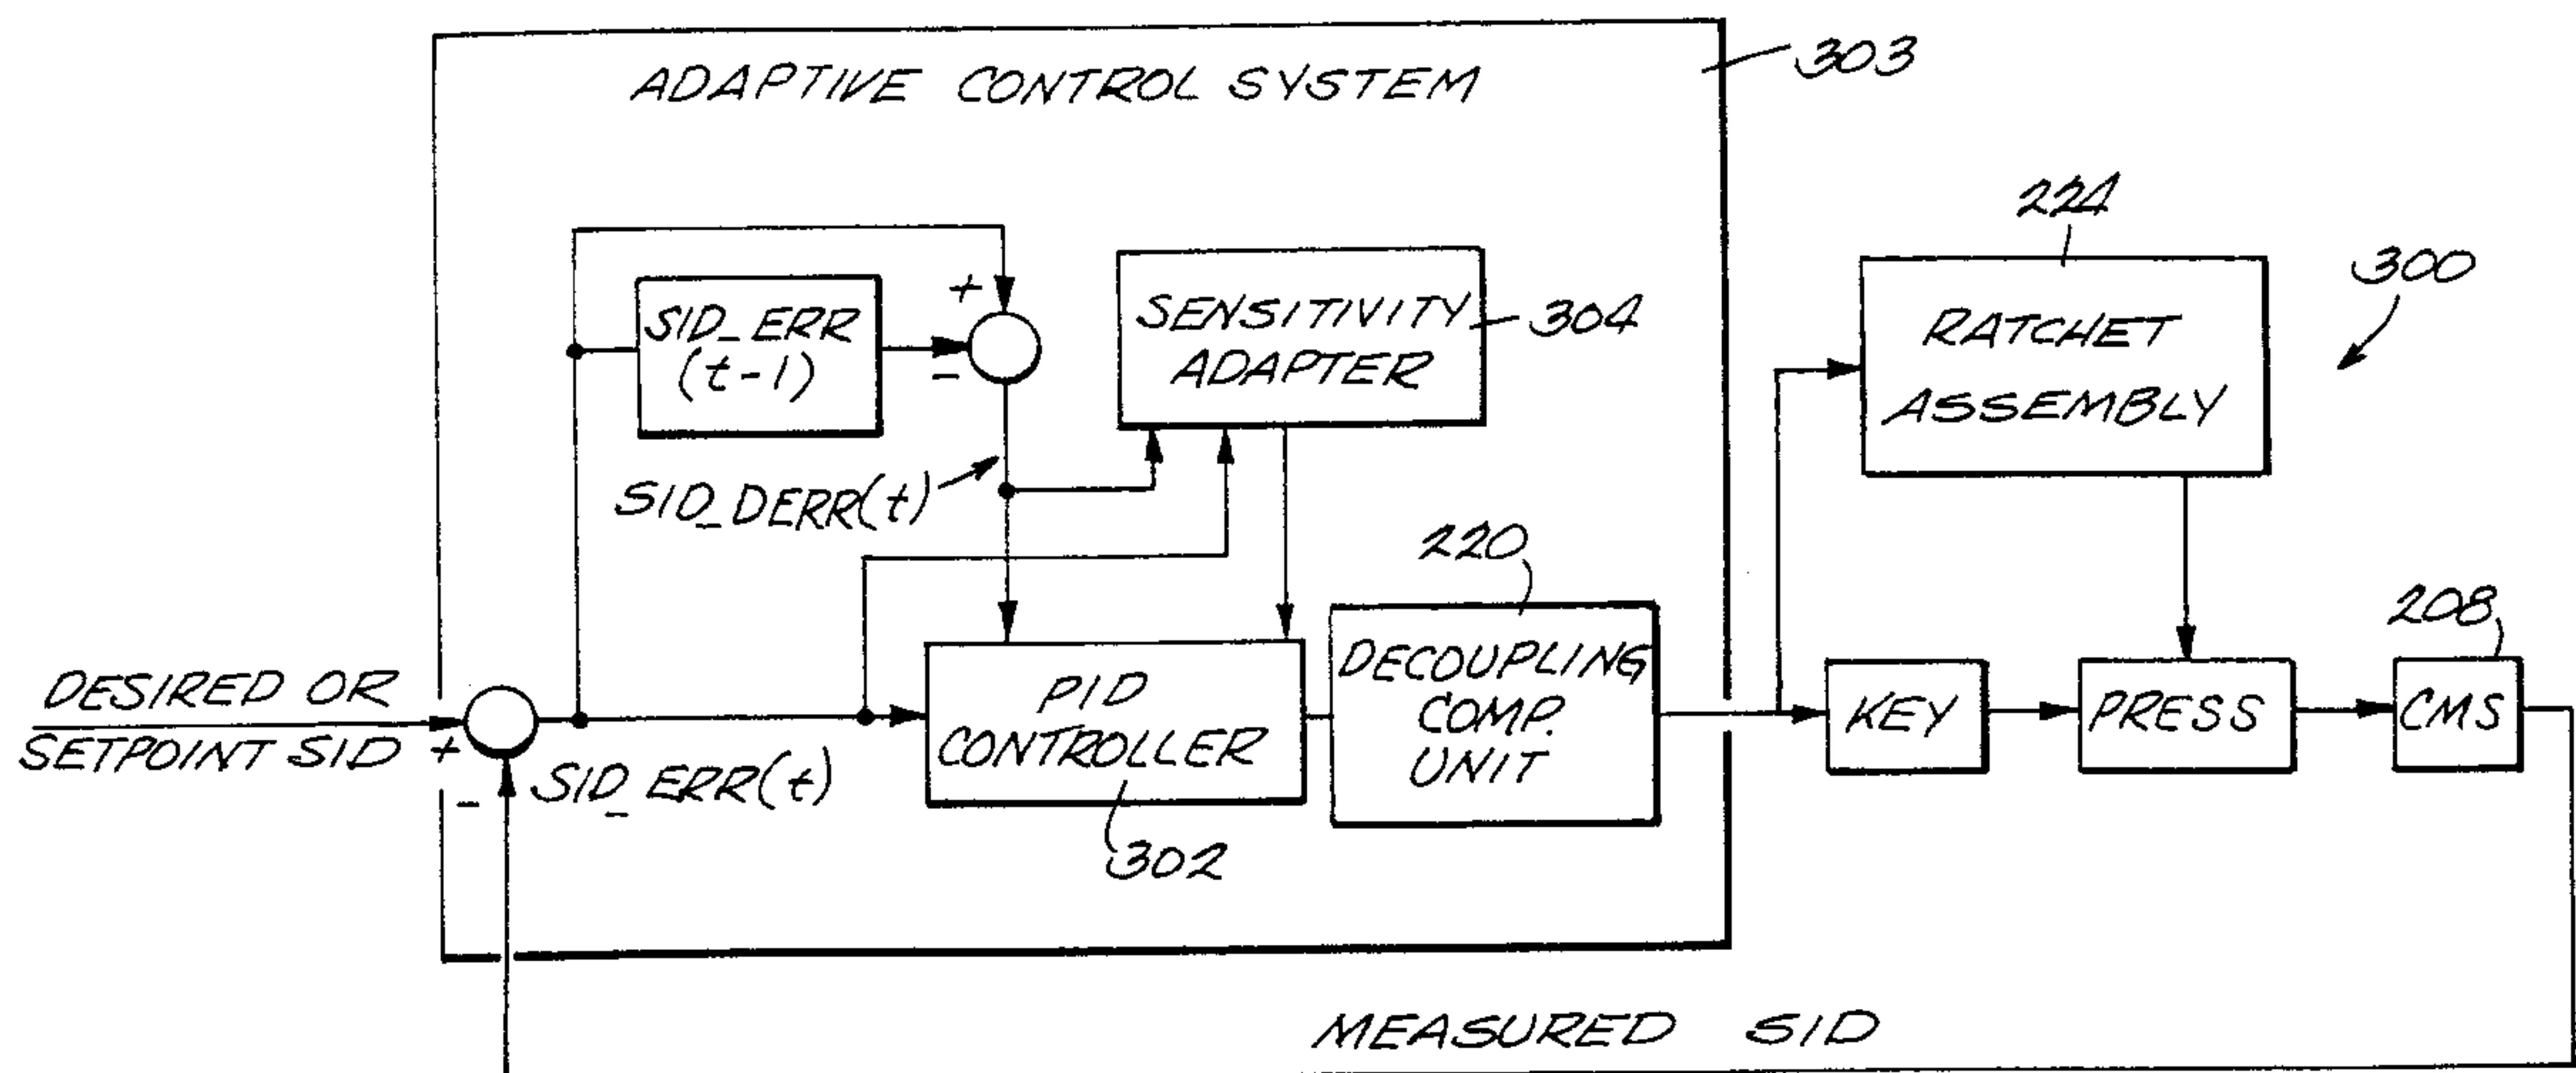 ADAPTIVE CONTROL SYSTEM
303
224
RATCHET
ASSEMBLY
300
+
-
SID_ERR
(t-1)
SENSITIVITY
ADAPTER
304
SID_DERR(t)
220
208
DESIRED OR
SETPOINT SID
+
-
SID_ERR(t)
PID
CONTROLLER
302
DECOUPLING
COMP.
UNIT
KEY
PRESS
CMS
MEASURED SID